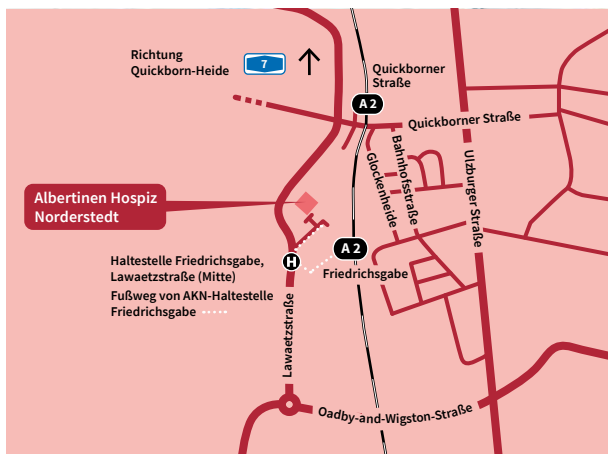 Richtung
Quickborn-Heide
7
Quickborner
Straße
A 2
Quickborner Straße
Glockenheide
Bahnhofsstraße
Ulzburger Straße
Albertinen Hospiz
Norderstedt
A 2
Friedrichsgabe
H
Haltestelle Friedrichsgabe,
Lawaetzstraße (Mitte)
Fußweg von AKN-Haltestelle
Friedrichsgabe
Lawaetzstraße
Oadby-and-Wigston-Straße